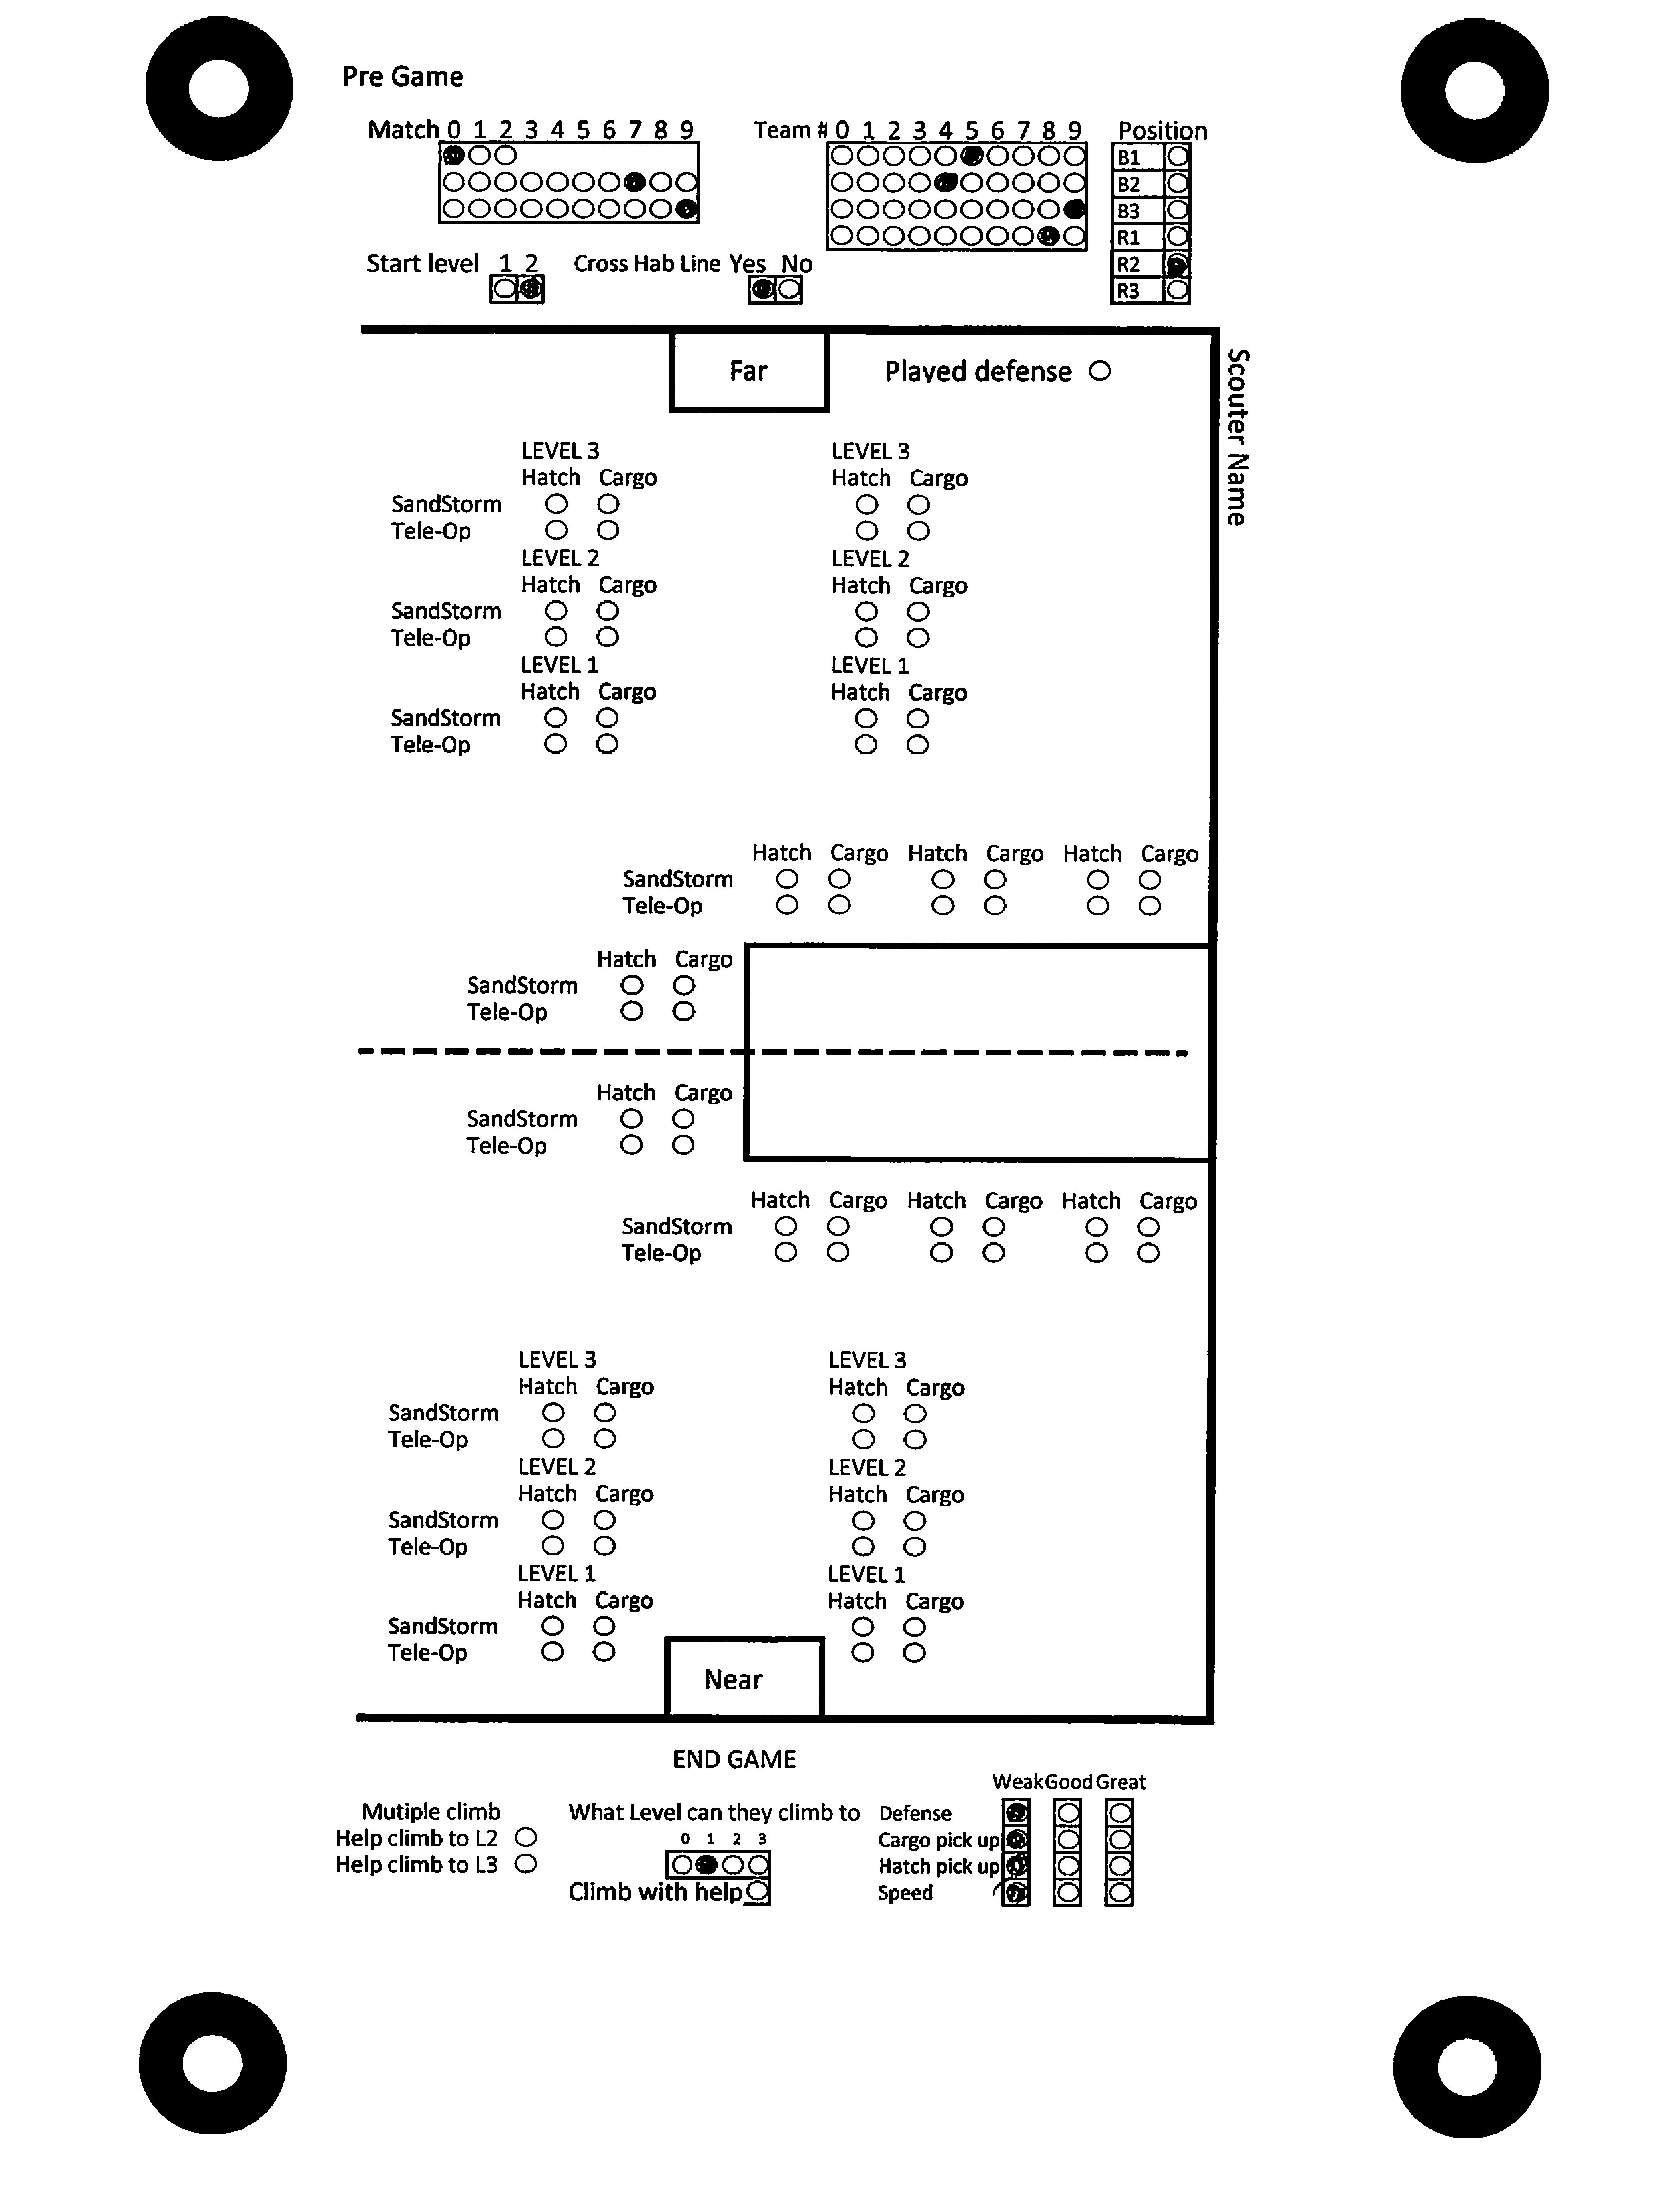 Pre Game
Match 0 1 2 3 4 5 6 7 8 9
Team # 0 1 2 3 4 5 6 7 8 9
Position
B1
B2
B3
R1
R2
R3
Start level 1 2
Cross Hab Line Yes No
Far
Played defense
Scouter Name
LEVEL 3 LEVEL 3
Hatch Cargo Hatch Cargo
SandStorm
Tele-Op
LEVEL 2 LEVEL 2
Hatch Cargo Hatch Cargo
SandStorm
Tele-Op
LEVEL 1 LEVEL 1
Hatch Cargo Hatch Cargo
SandStorm
Tele-Op
Hatch Cargo Hatch Cargo Hatch Cargo
SandStorm
Tele-Op
Hatch Cargo
SandStorm
Tele-Op
Hatch Cargo
SandStorm
Tele-Op
Hatch Cargo Hatch Cargo Hatch Cargo
SandStorm
Tele-Op
LEVEL 3 LEVEL 3
Hatch Cargo Hatch Cargo
SandStorm
Tele-Op
LEVEL 2 LEVEL 2
Hatch Cargo Hatch Cargo
SandStorm
Tele-Op
LEVEL 1 LEVEL 1
Hatch Cargo Hatch Cargo
SandStorm
Tele-Op
Near
END GAME
Mutiple climb
Help climb to L2
Help climb to L3
What Level can they climb to
0 1 2 3
Climb with help
Weak Good Great
Defense
Cargo pick up
Hatch pick up
Speed